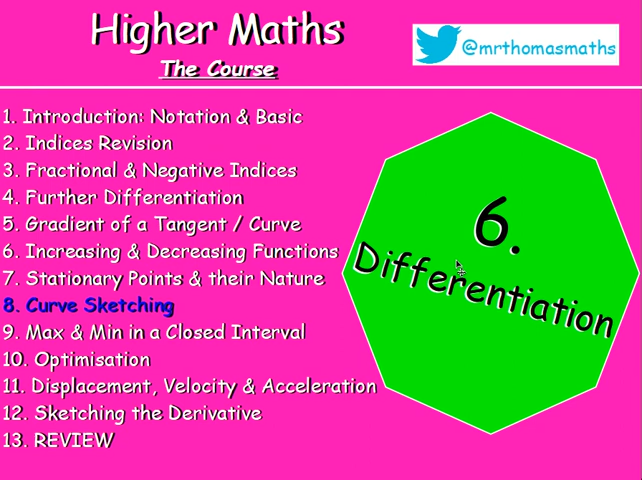 Higher Maths
The Course
@mrthomasmaths
1. Introduction: Notation & Basic
2. Indices Revision
3. Fractional & Negative Indices
4. Further Differentiation
5. Gradient of a Tangent / Curve
6. Increasing & Decreasing Functions
7. Stationary Points & their Nature
8. Curve Sketching
9. Max & Min in a Closed Interval
10. Optimisation
11. Displacement, Velocity & Acceleration
12. Sketching the Derivative
13. REVIEW
6.
Differentiation